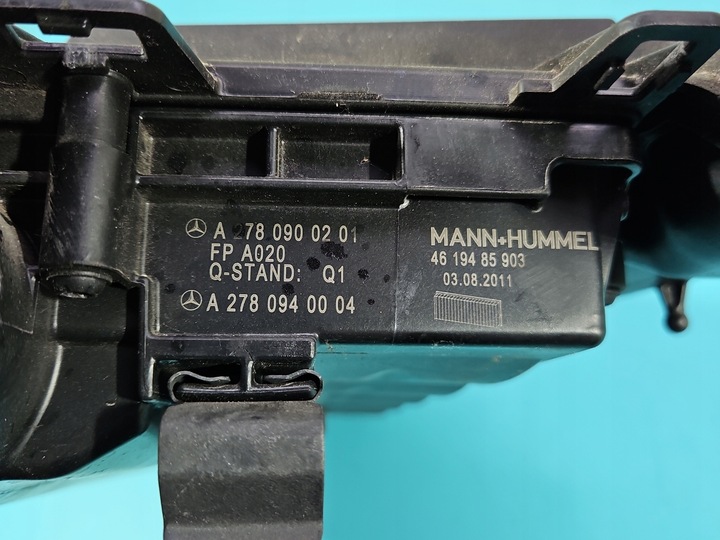 A 278 090 02 01
FP A020
Q-STAND: Q1
A 278 094 00 04
MANN+HUMMEL
46 194 85 903
03.08.2011